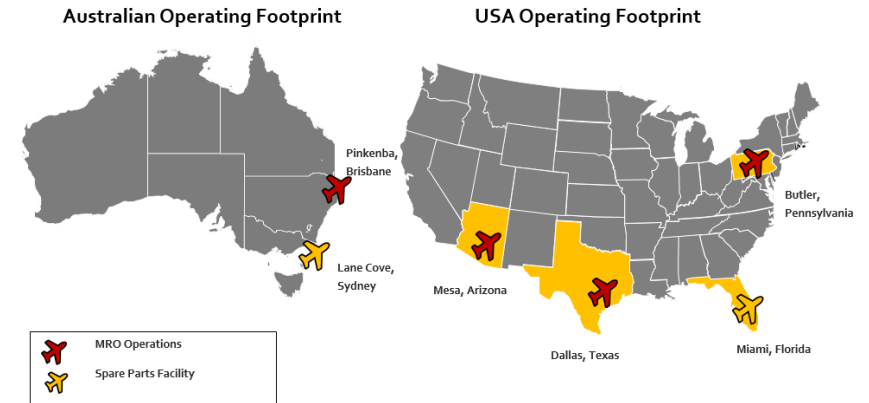 Australian Operating Footprint
USA Operating Footprint
Pinkenba,
Brisbane
Lane Cove,
Sydney
Butler,
Pennsylvania
Mesa, Arizona
Dallas, Texas
Miami, Florida
MRO Operations
Spare Parts Facility